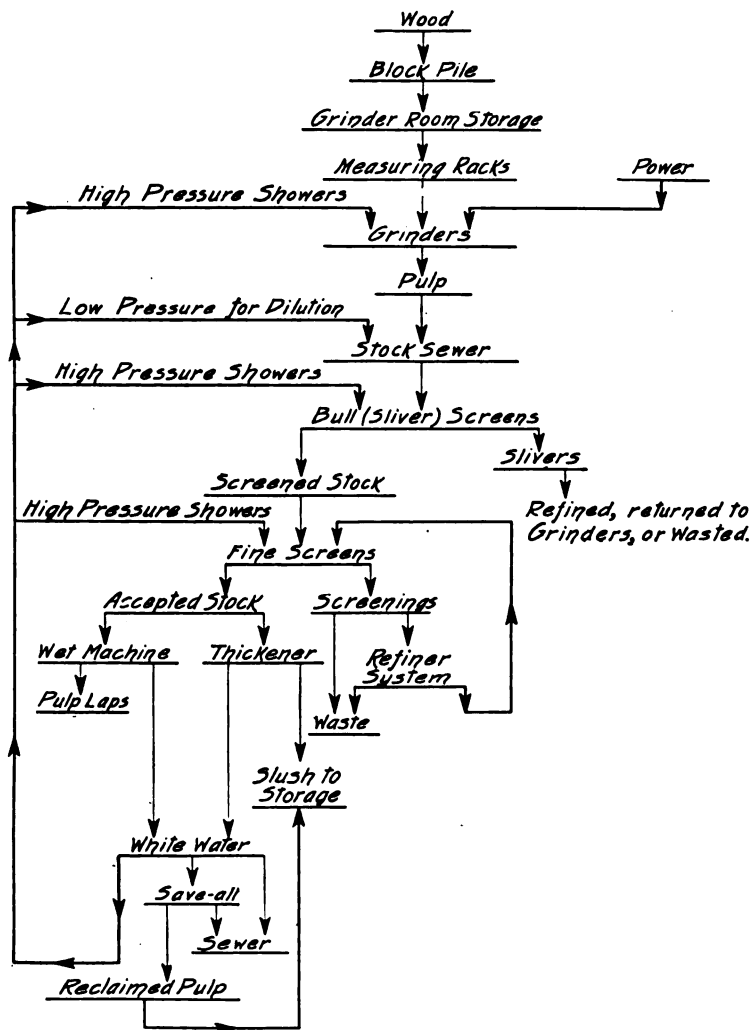 Wood
Block Pile
Grinder Room Storage
Measuring Racks
Power
High Pressure Showers
Grinders
Pulp
Low Pressure for Dilution
Stock Sewer
High Pressure Showers
Bull (Sliver) Screens
Slivers
Screened Stock
Refined, returned to
Grinders, or Wasted.
High Pressure Showers
Fine Screens
Accepted Stock
Screenings
Wet Machine
Thickener
Refiner
System
Pulp Laps
Waste
Slush to
Storage
White Water
Save-all
Sewer
Reclaimed Pulp